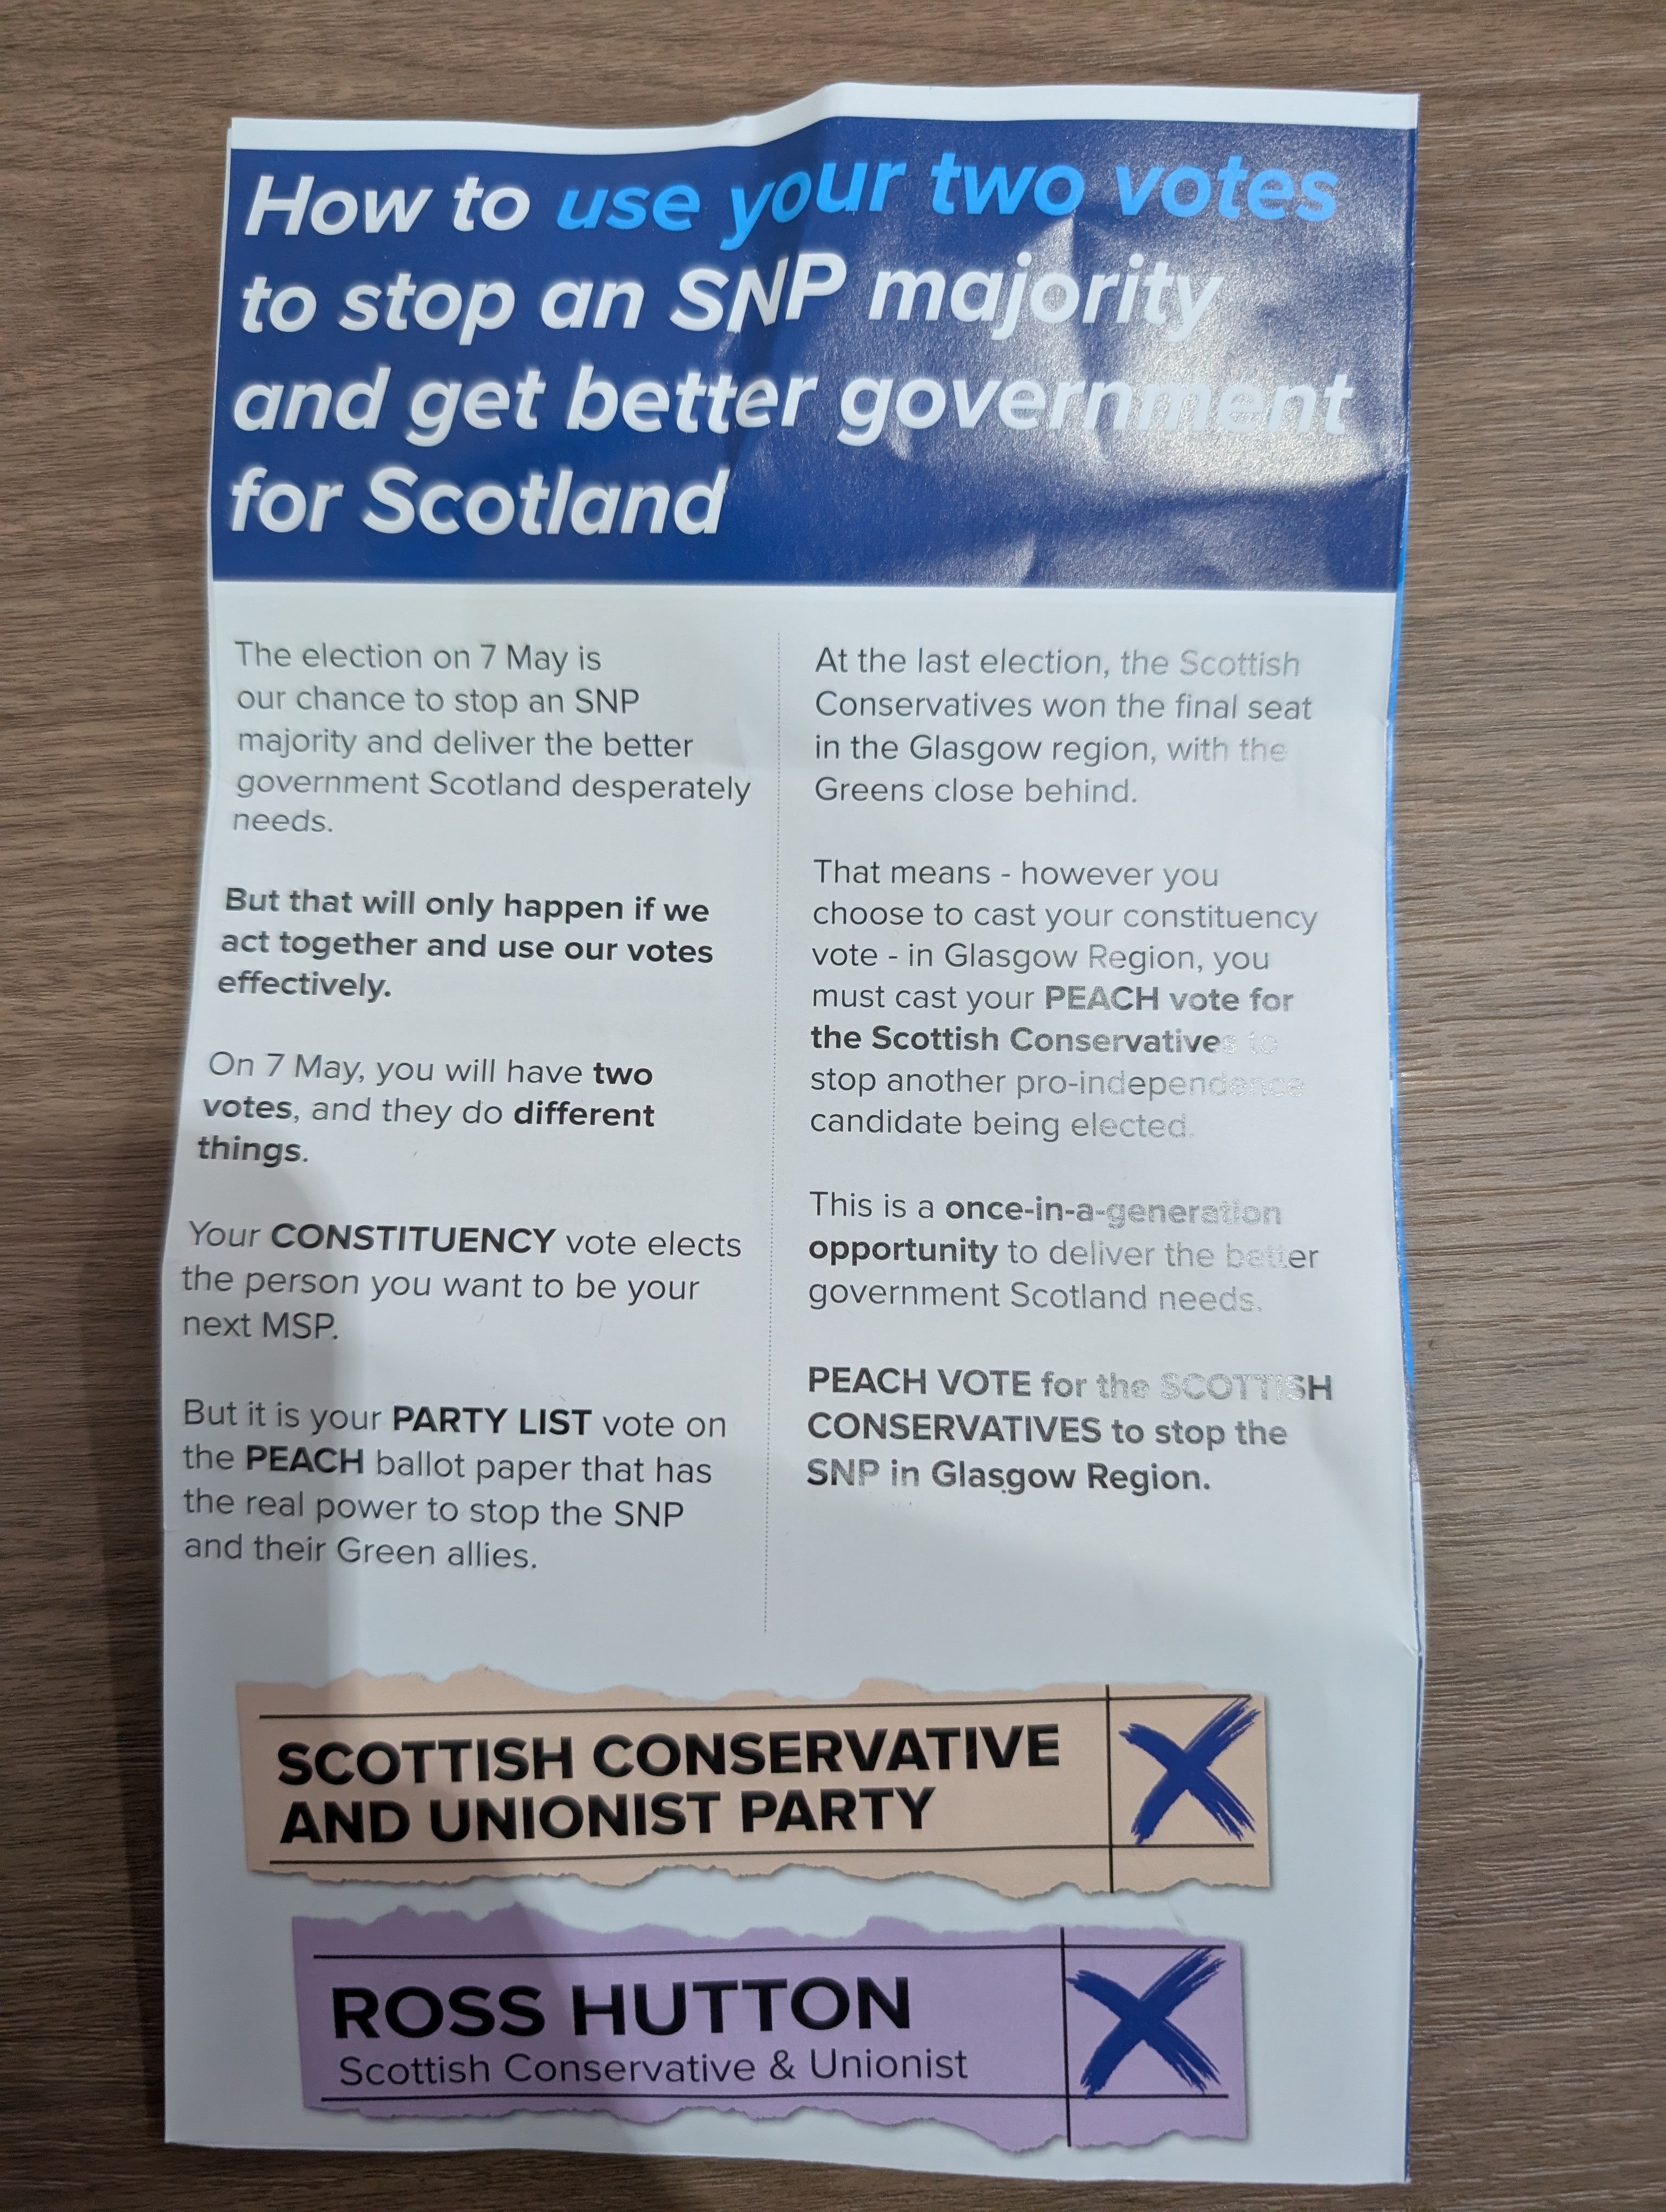 How to use your two votes
to stop an SNP majority
and get better government
for Scotland
The election on 7 May is
our chance to stop an SNP
majority and deliver the better
government Scotland desperately
needs.
But that will only happen if we
act together and use our votes
effectively.
On 7 May, you will have two
votes, and they do different
things.
Your CONSTITUENCY vote elects
the person you want to be your
next MSP.
But it is your PARTY LIST vote on
the PEACH ballot paper that has
the real power to stop the SNP
and their Green allies.
At the last election, the Scottish
Conservatives won the final seat
in the Glasgow region, with the
Greens close behind.
That means - however you
choose to cast your constituency
vote - in Glasgow Region, you
must cast your PEACH vote for
the Scottish Conservatives to
stop another pro-independence
candidate being elected.
This is a once-in-a-generation
opportunity to deliver the better
government Scotland needs.
PEACH VOTE for the SCOTTISH
CONSERVATIVES to stop the
SNP in Glasgow Region.
SCOTTISH CONSERVATIVE
AND UNIONIST PARTY
ROSS HUTTON
Scottish Conservative & Unionist